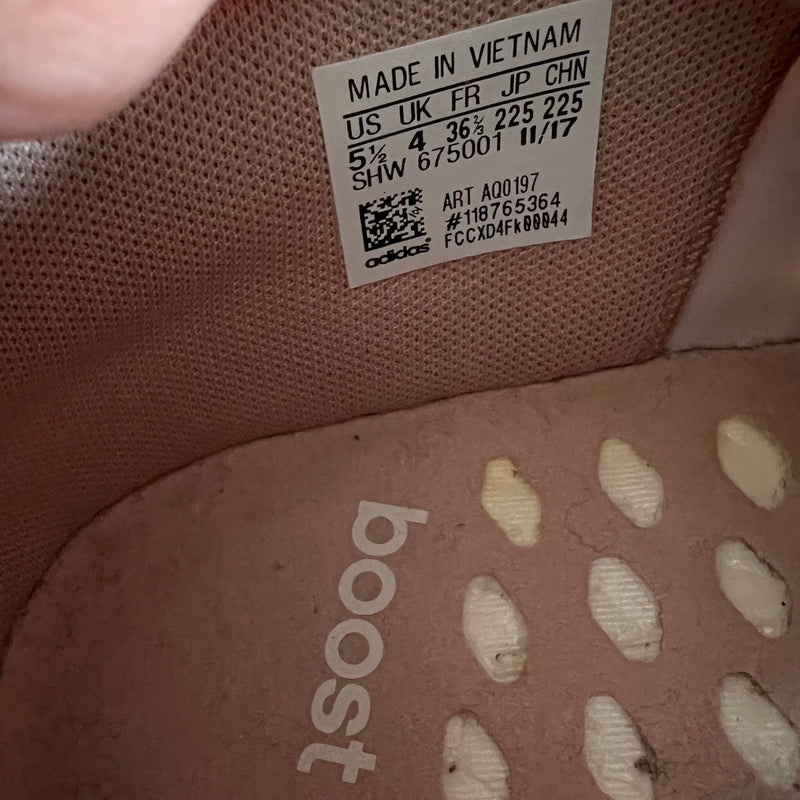 MADE IN VIETNAM
US UK FR JP CHN
5½ 4 36⅔ 225 225
SHW 675001 11/17
ART AQ0197
#118765364
FCCXD4Fk00044
adidas®
boost